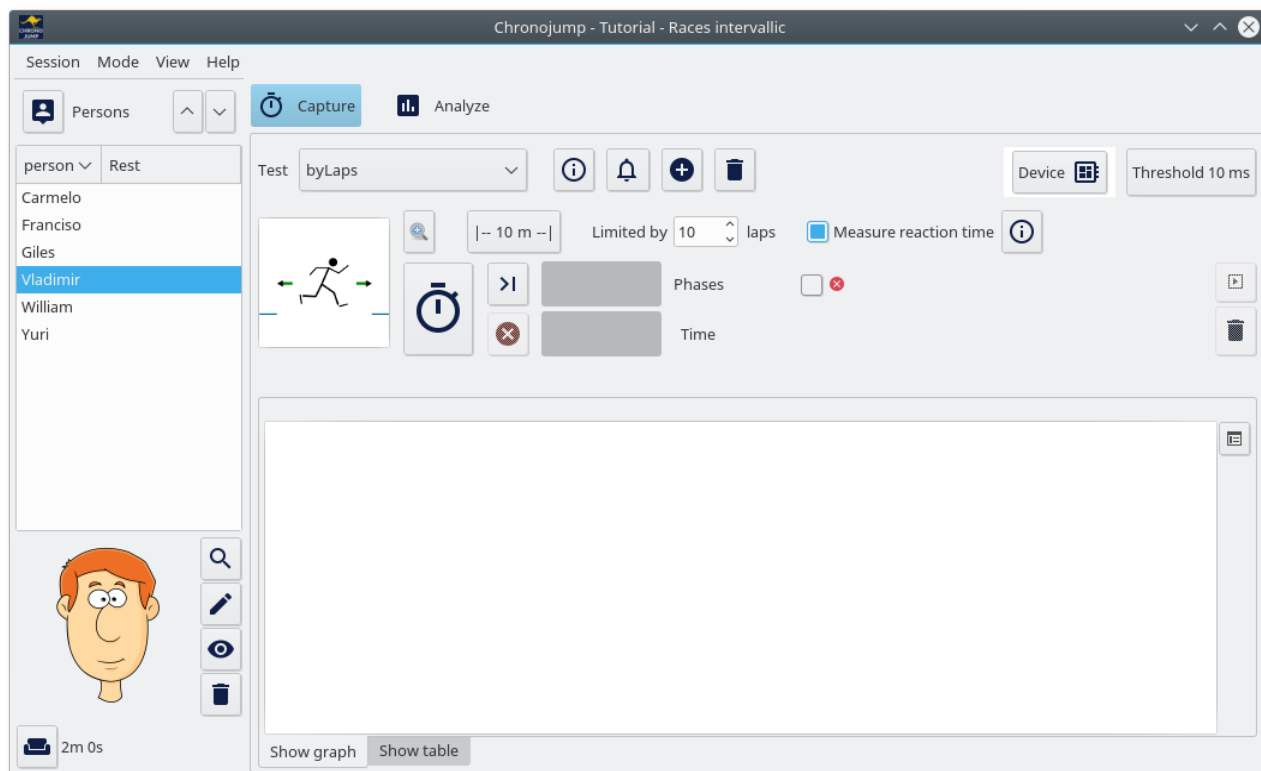 CHRONO
JUMP
Chronojump - Tutorial - Races intervallic
Session Mode View Help
Persons
Capture
Analyze
person Rest
Carmelo
Franciso
Giles
Vladimir
William
Yuri
2m 0s
Test byLaps
Device
Threshold 10 ms
|-- 10 m --|
Limited by 10 laps
Measure reaction time
Phases
Time
Show graph
Show table